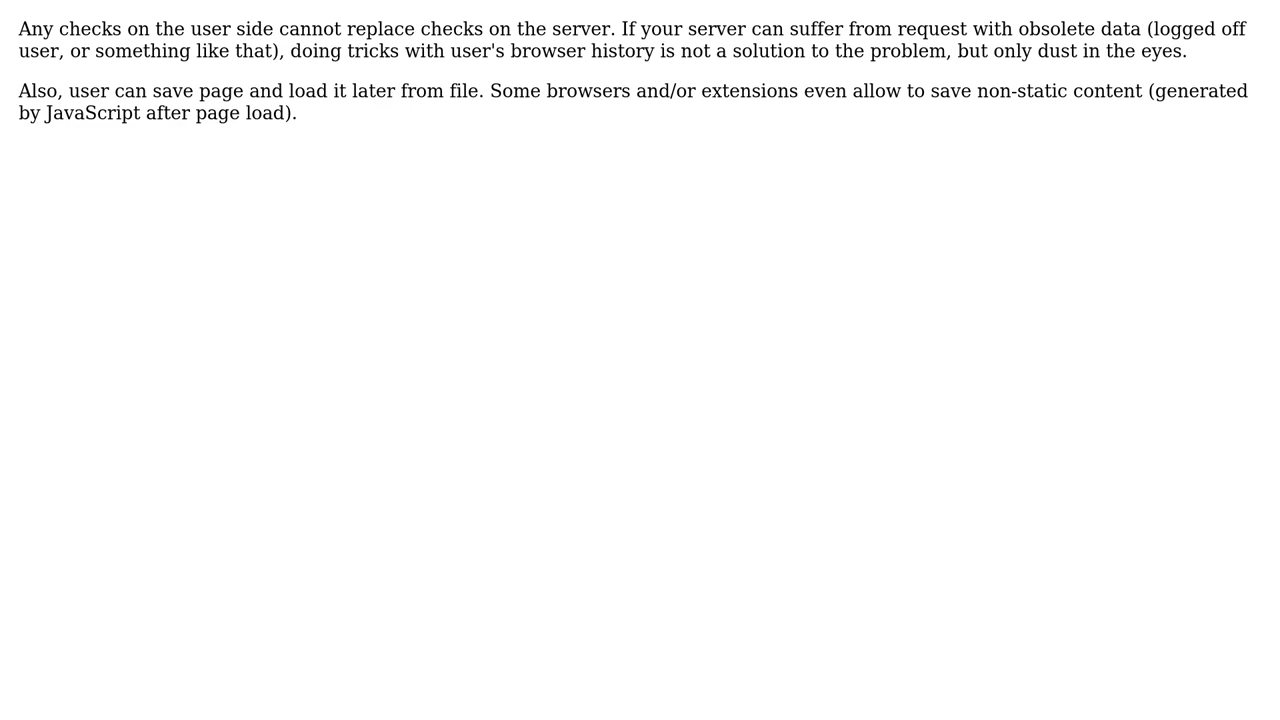 Any checks on the user side cannot replace checks on the server. If your server can suffer from request with obsolete data (logged off
user, or something like that), doing tricks with user's browser history is not a solution to the problem, but only dust in the eyes.
Also, user can save page and load it later from file. Some browsers and/or extensions even allow to save non-static content (generated
by JavaScript after page load).